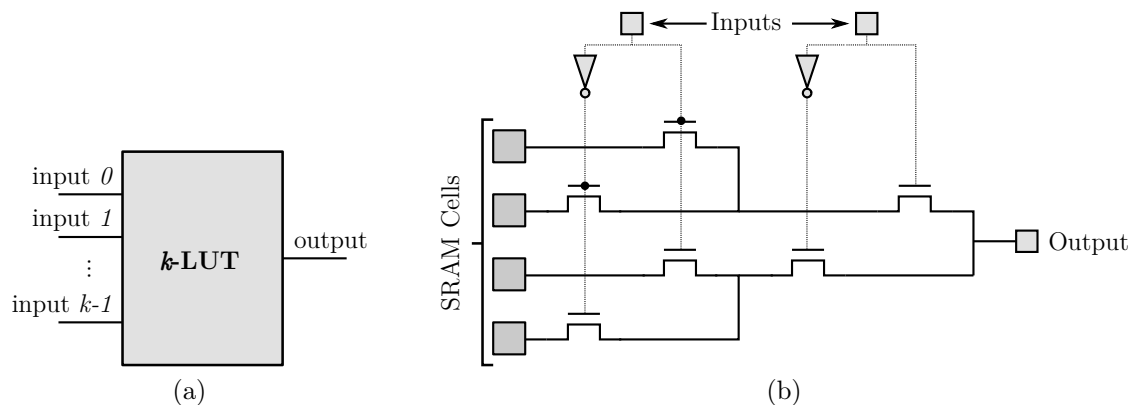 Inputs
input 0
input 1
⋮
input k-1
k-LUT
output
SRAM Cells
Output
(a)
(b)